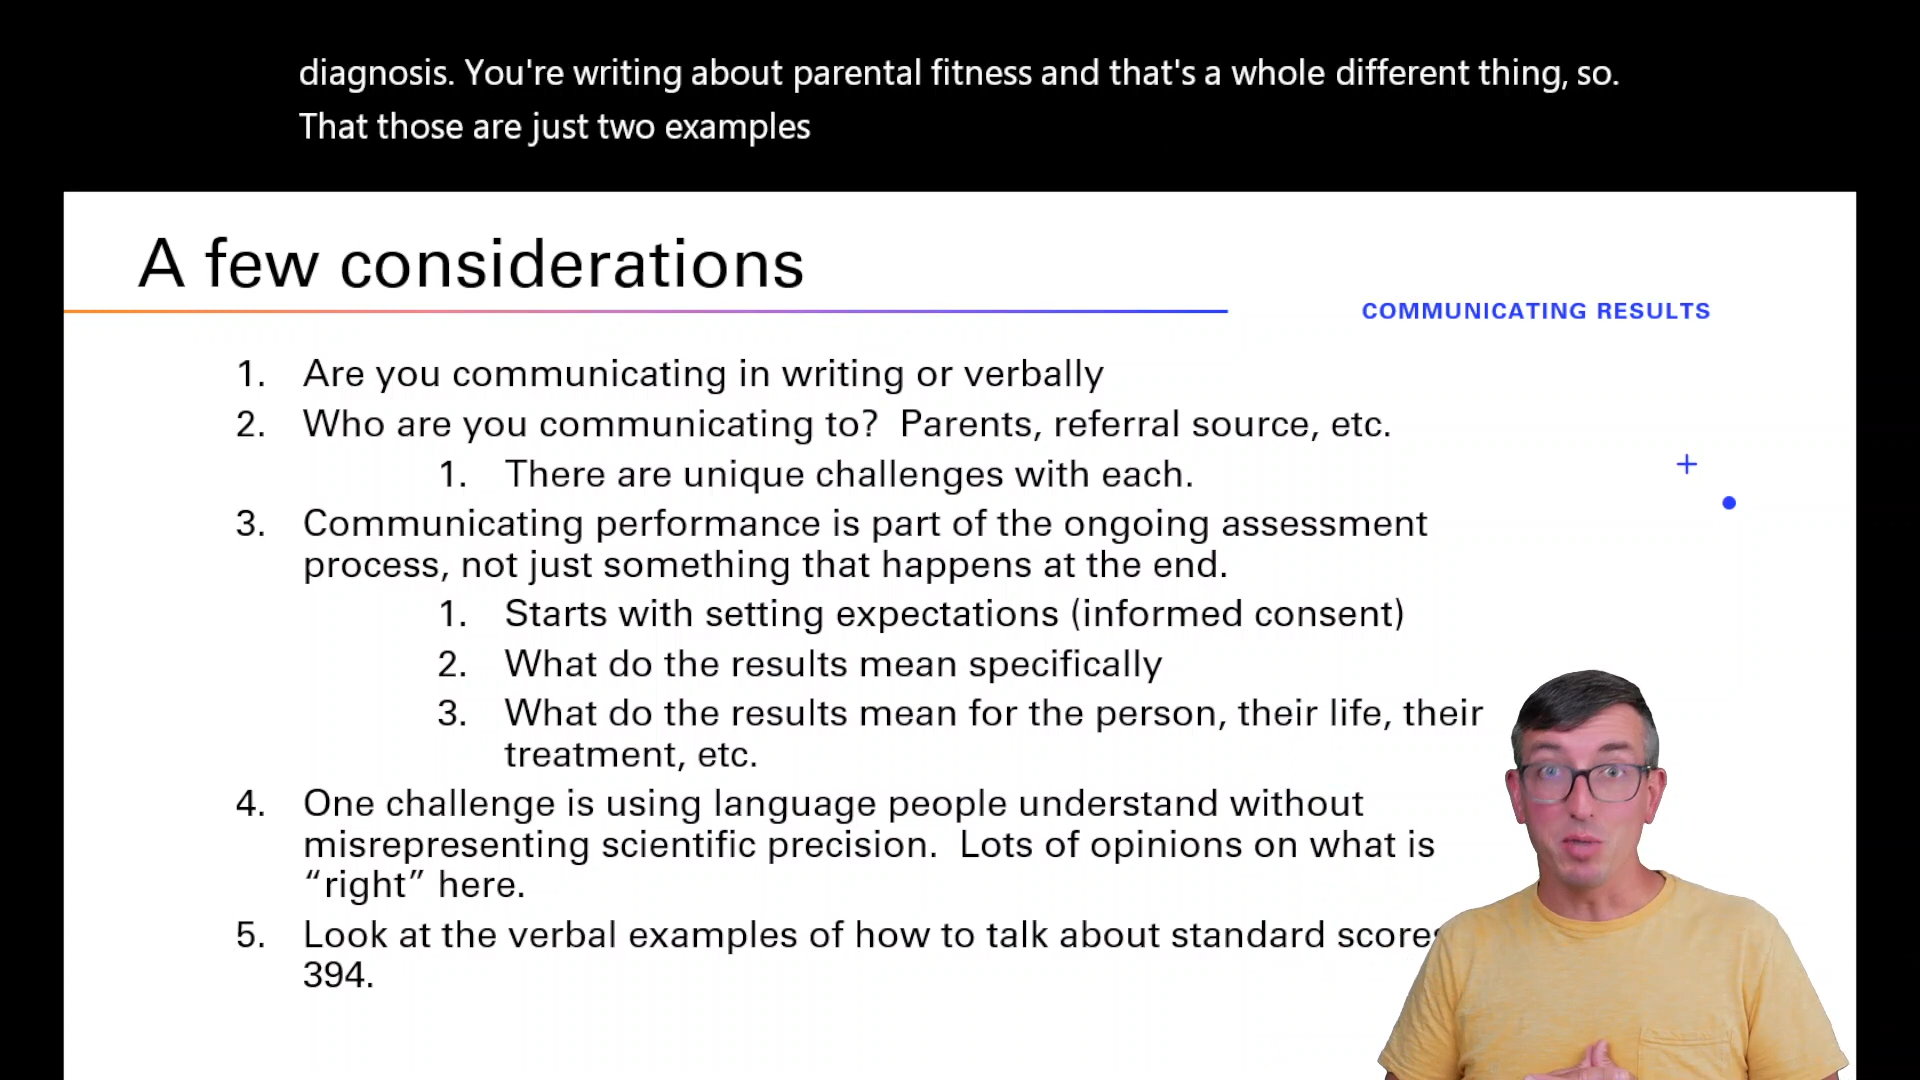 diagnosis. You're writing about parental fitness and that's a whole different thing, so.
That those are just two examples
A few considerations
COMMUNICATING RESULTS
1. Are you communicating in writing or verbally
2. Who are you communicating to?  Parents, referral source, etc.
1. There are unique challenges with each.
3. Communicating performance is part of the ongoing assessment
process, not just something that happens at the end.
1. Starts with setting expectations (informed consent)
2. What do the results mean specifically
3. What do the results mean for the person, their life, their
treatment, etc.
4. One challenge is using language people understand without
misrepresenting scientific precision.  Lots of opinions on what is
“right” here.
5. Look at the verbal examples of how to talk about standard scores
394.